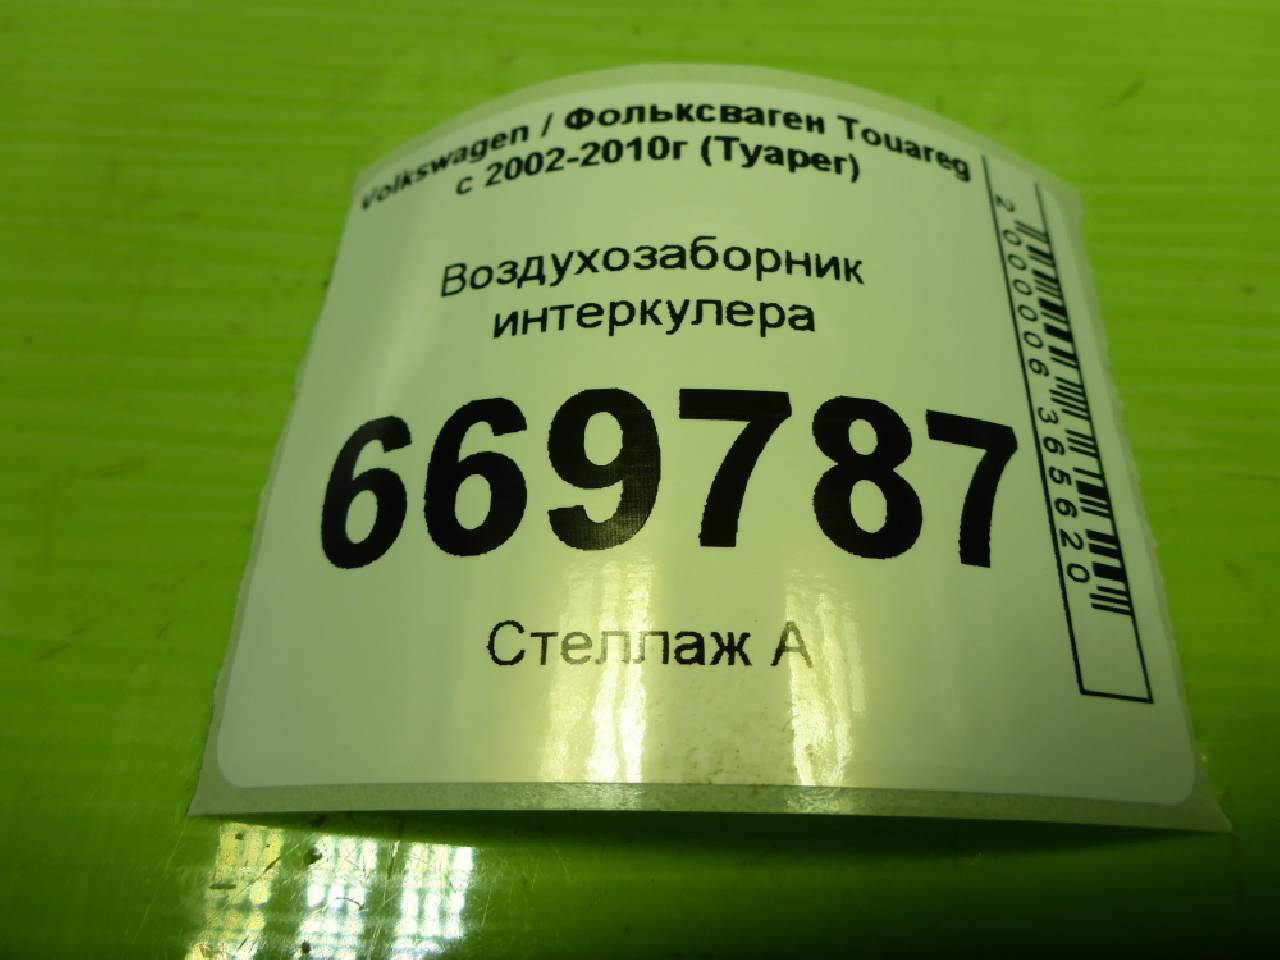 Volkswagen / Фольксваген Touareg
с 2002-2010г (Туарег)
Воздухозаборник
интеркулера
669787
Стеллаж А
2000006365620